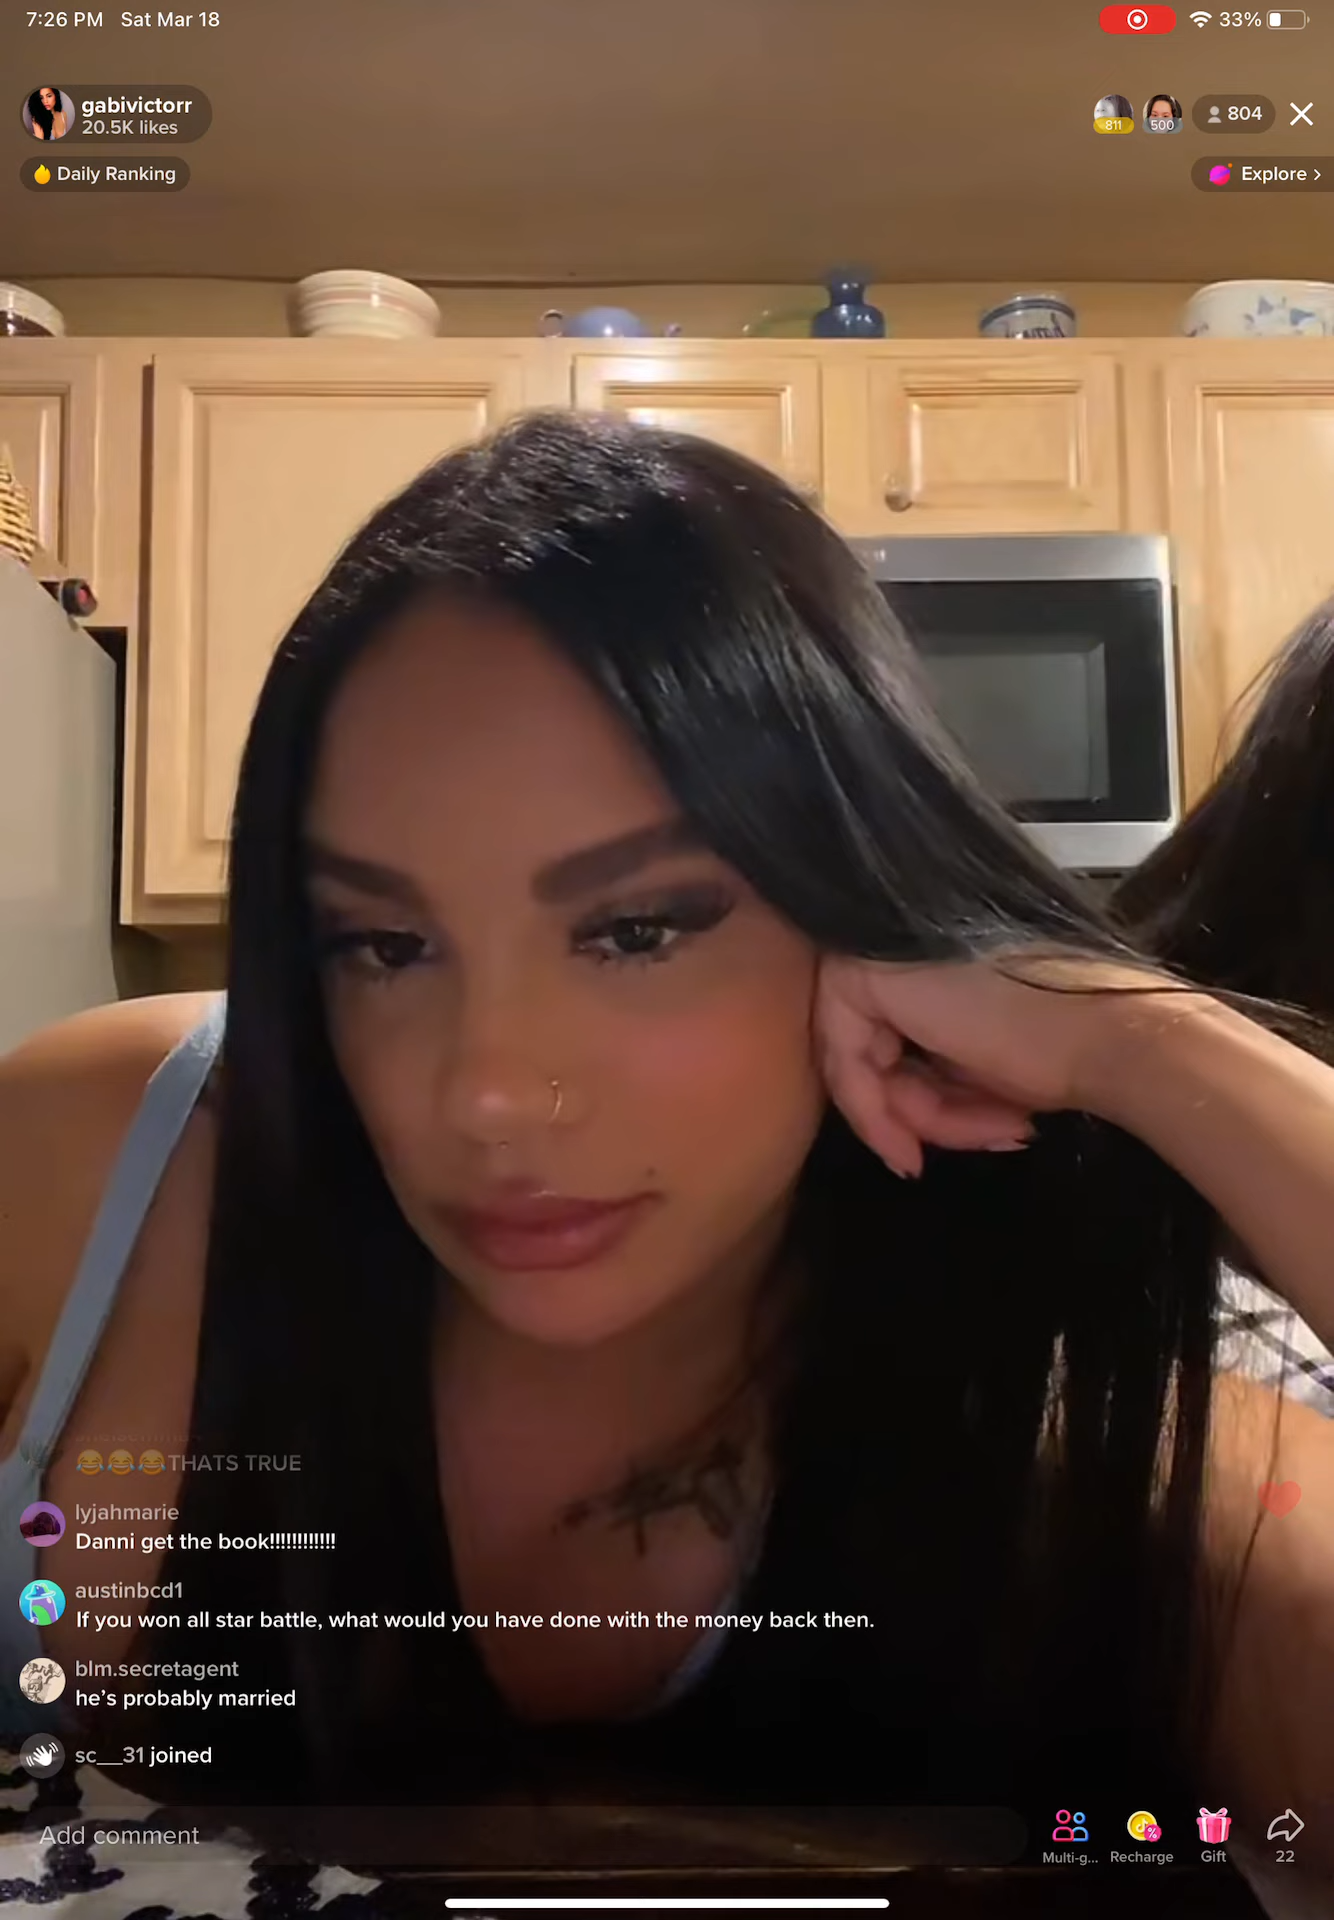 7:26 PM Sat Mar 18
33%
gabivictorr
20.5K likes
811
500
804
Daily Ranking
Explore >
😂😂😂THATS TRUE
lyjahmarie
Danni get the book!!!!!!!!!!!!
austinbcd1
If you won all star battle, what would you have done with the money back then.
blm.secretagent
he's probably married
sc__31 joined
Add comment
Multi-g...
Recharge
Gift
22